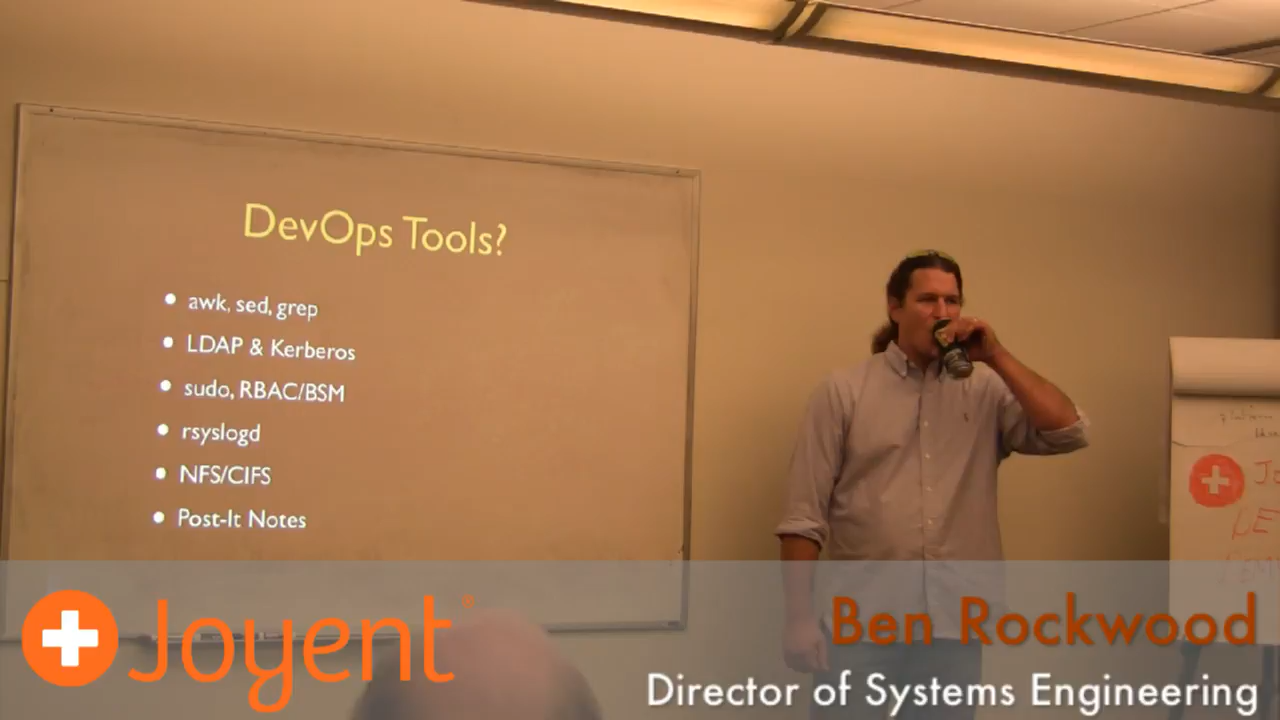 DevOps Tools?
awk, sed, grep
LDAP & Kerberos
sudo, RBAC/BSM
rsyslogd
NFS/CIFS
Post-It Notes
Joyent®
Ben Rockwood
Director of Systems Engineering